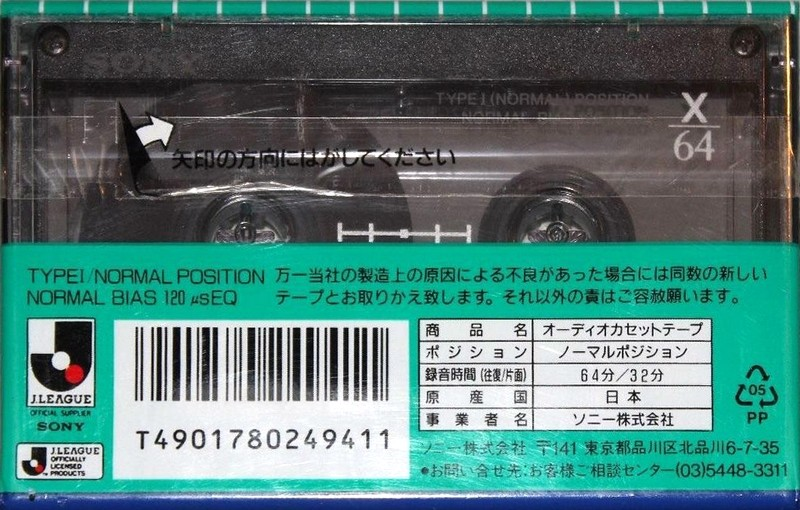 SONY
TYPE I (NORMAL) POSITION
NORMAL BIAS
X
64
矢印の方向にはがしてください
TYPE I/NORMAL POSITION
NORMAL BIAS 120 μs EQ
万一当社の製造上の原因による不良があった場合には同数の新しい
テープとお取りかえ致します。それ以外の責はご容赦願います。
J.LEAGUE
OFFICIAL SUPPLIER
SONY
J.LEAGUE
OFFICIALLY
LICENSED
PRODUCTS
T4901780249411
商品名 オーディオカセットテープ
ポジション ノーマルポジション
録音時間(往復/片面) 64分/32分
原産国 日本
事業者名 ソニー株式会社
05
PP
ソニー株式会社 〒141 東京都品川区北品川6-7-35
●お問い合せ先:お客様ご相談センター(03)5448-3311